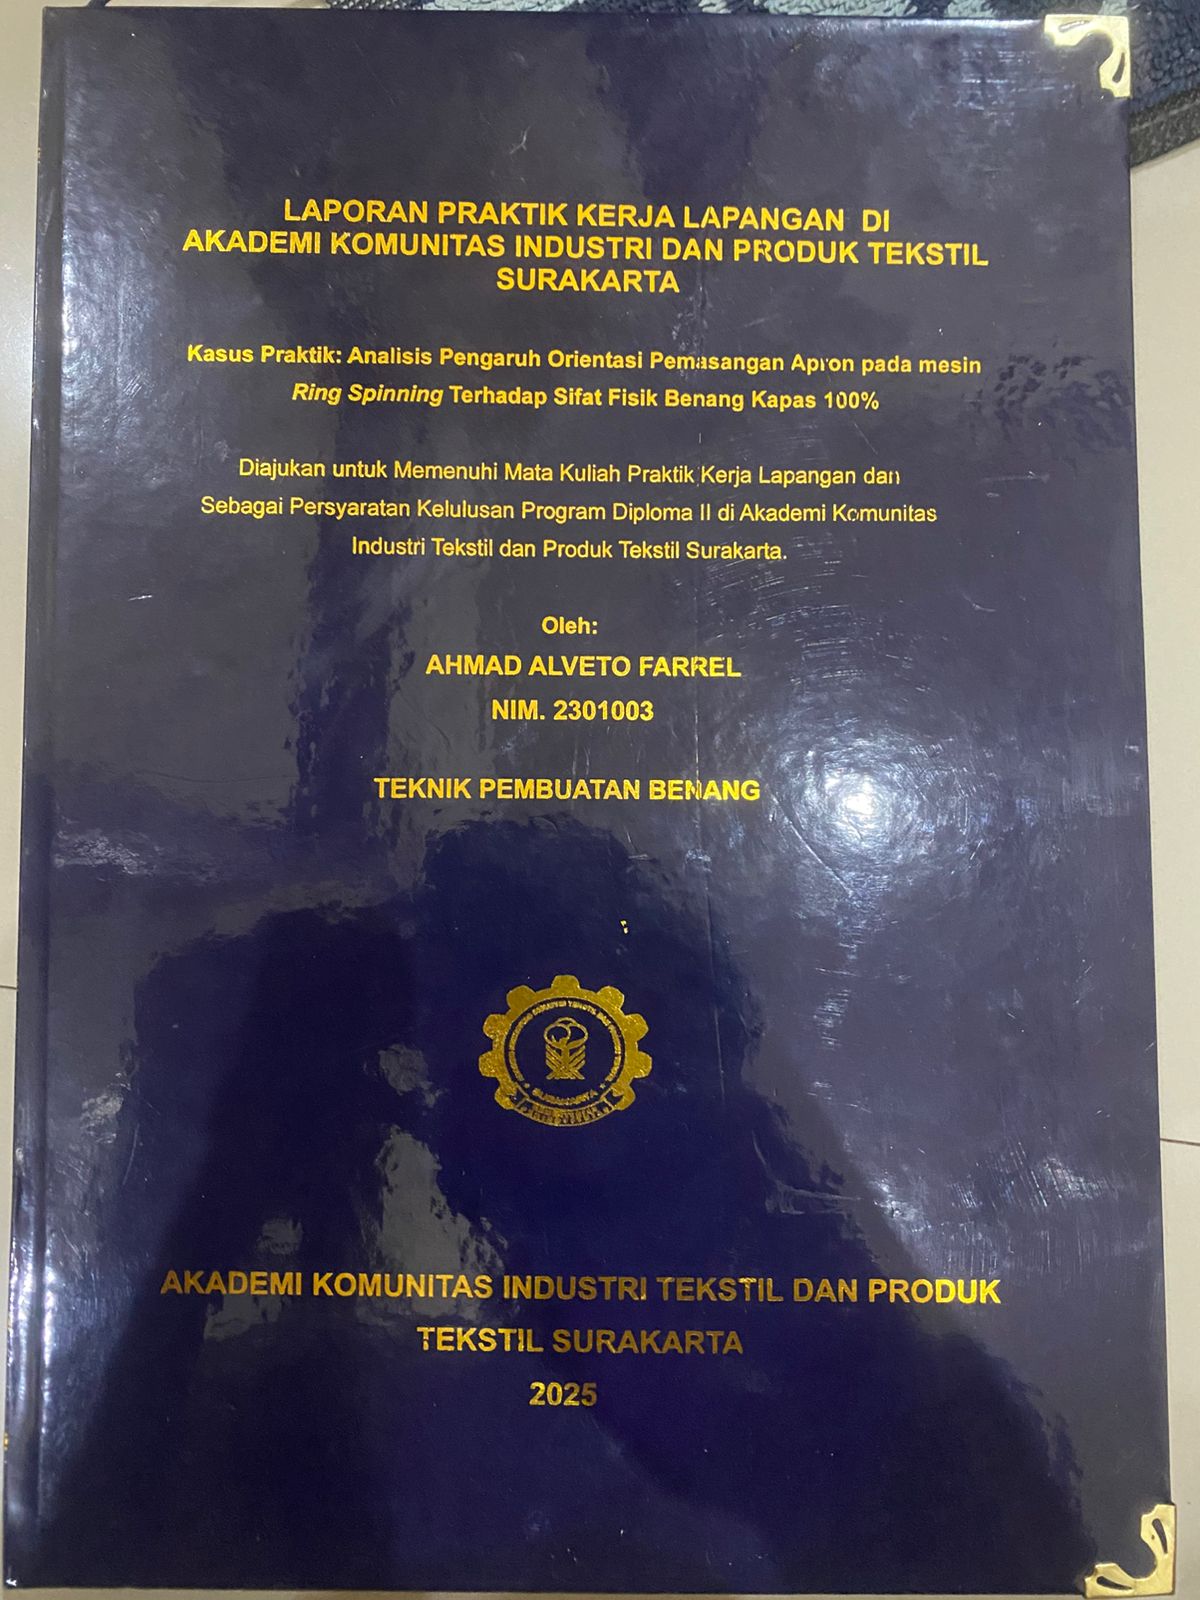 LAPORAN PRAKTIK KERJA LAPANGAN DI
AKADEMI KOMUNITAS INDUSTRI DAN PRODUK TEKSTIL
SURAKARTA
Kasus Praktik: Analisis Pengaruh Orientasi Pemasangan Apron pada mesin
Ring Spinning Terhadap Sifat Fisik Benang Kapas 100%
Diajukan untuk Memenuhi Mata Kuliah Praktik Kerja Lapangan dan
Sebagai Persyaratan Kelulusan Program Diploma II di Akademi Komunitas
Industri Tekstil dan Produk Tekstil Surakarta.
Oleh:
AHMAD ALVETO FARREL
NIM. 2301003
TEKNIK PEMBUATAN BENANG
SURAKARTA
AKADEMI KOMUNITAS INDUSTRI TEKSTIL DAN PRODUK
TEKSTIL SURAKARTA
2025